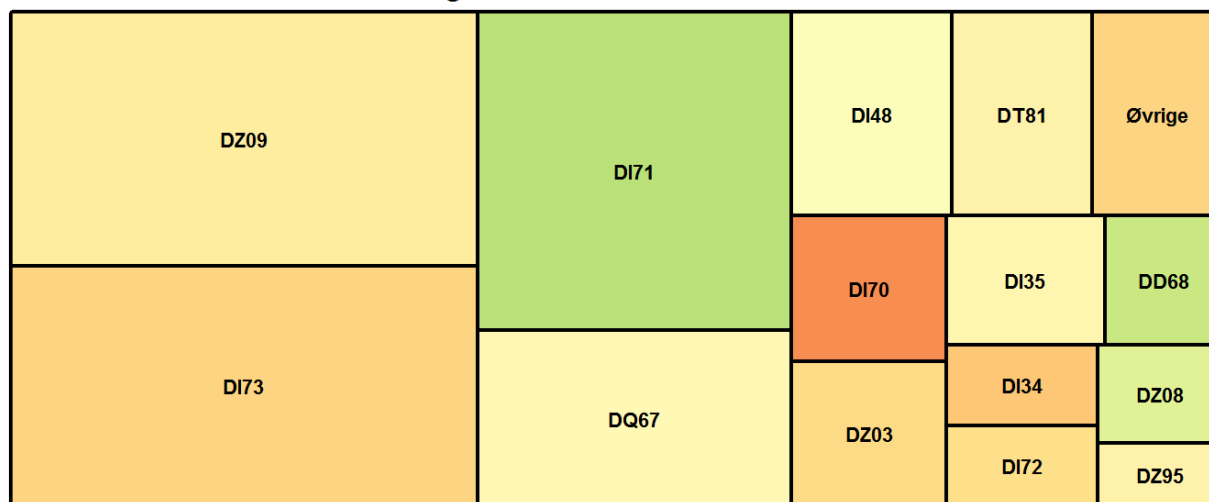 DZ09
DI71
DI48
DT81
Øvrige
DI70
DI35
DD68
DI73
DQ67
DZ03
DI34
DZ08
DI72
DZ95